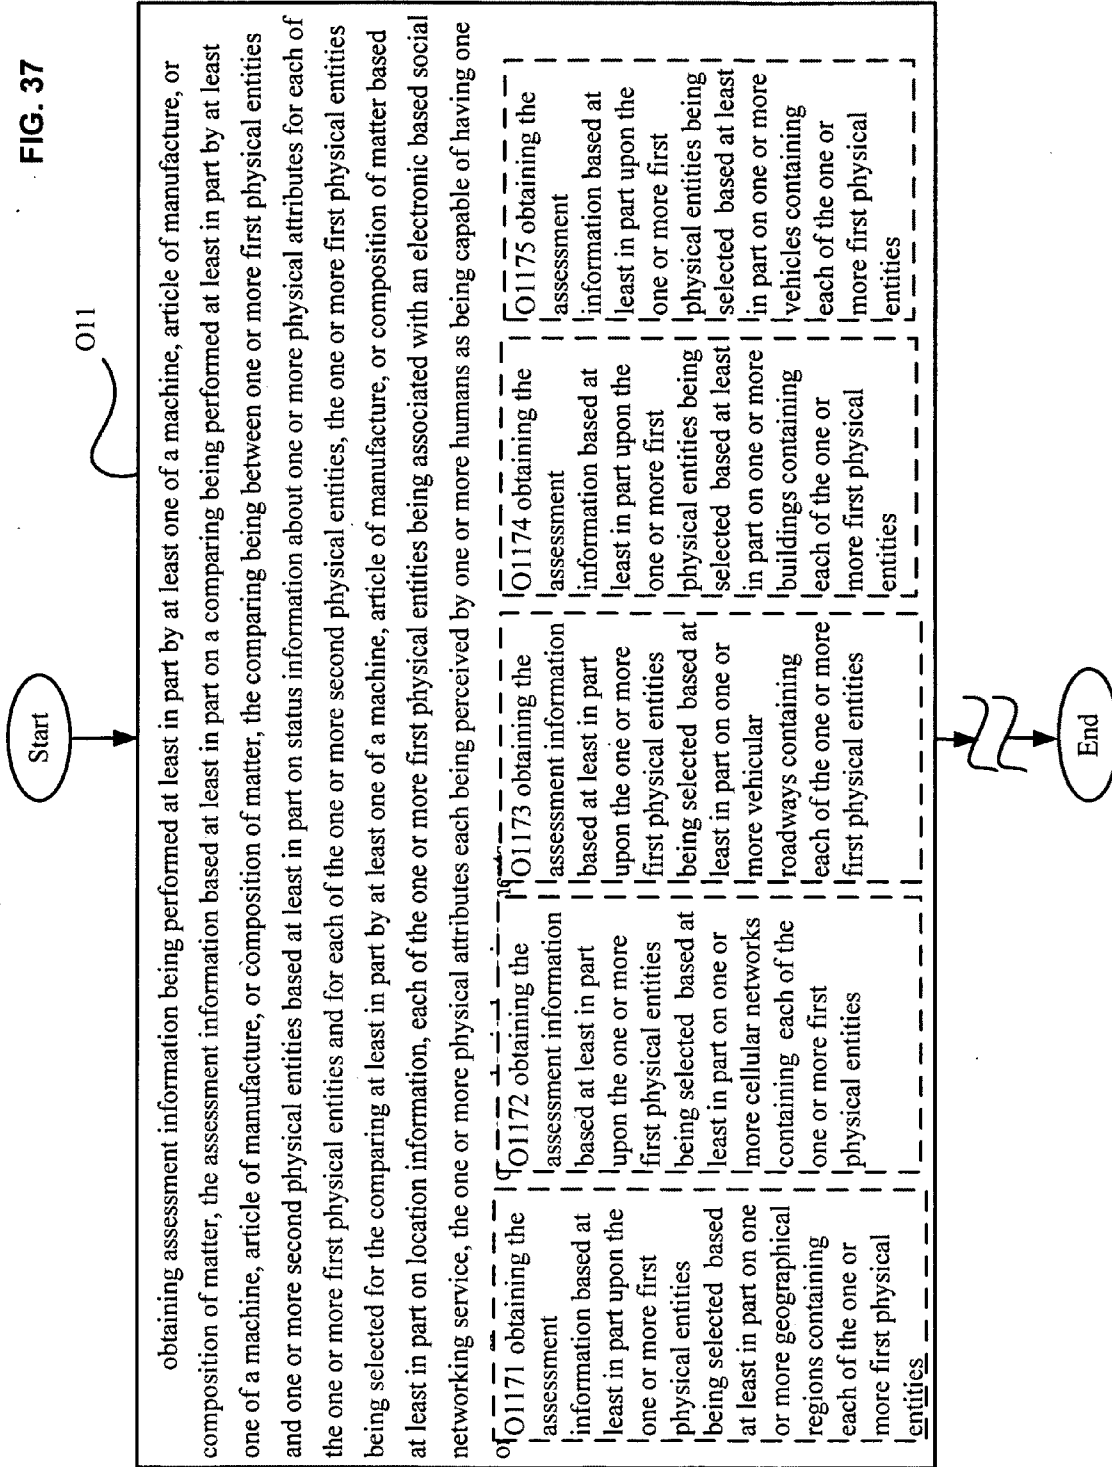 FIG. 37
Start
O11
obtaining assessment information being performed at least in part by at least one of a machine, article of manufacture, or
composition of matter, the assessment information based at least in part on a comparing being performed at least in part by at least
one of a machine, article of manufacture, or composition of matter, the comparing being between one or more first physical entities
and one or more second physical entities based at least in part on status information about one or more physical attributes for each of
the one or more first physical entities and for each of the one or more second physical entities, the one or more first physical entities
being selected for the comparing at least in part by at least one of a machine, article of manufacture, or composition of matter based
at least in part on location information, each of the one or more first physical entities being associated with an electronic based social
networking service, the one or more physical attributes each being perceived by one or more humans as being capable of having one
O1171 obtaining the
assessment
information based at
least in part upon the
one or more first
physical entities
being selected based
at least in part on one
or more geographical
regions containing
each of the one or
more first physical
entities
O1172 obtaining the
assessment information
based at least in part
upon the one or more
first physical entities
being selected based at
least in part on one or
more cellular networks
containing each of the
one or more first
physical entities
O1173 obtaining the
assessment information
based at least in part
upon the one or more
first physical entities
being selected based at
least in part on one or
more vehicular
roadways containing
each of the one or more
first physical entities
O1174 obtaining the
assessment
information based at
least in part upon the
one or more first
physical entities being
selected based at least
in part on one or more
buildings containing
each of the one or
more first physical
entities
O1175 obtaining the
assessment
information based at
least in part upon the
one or more first
physical entities being
selected based at least
in part on one or more
vehicles containing
each of the one or
more first physical
entities
End